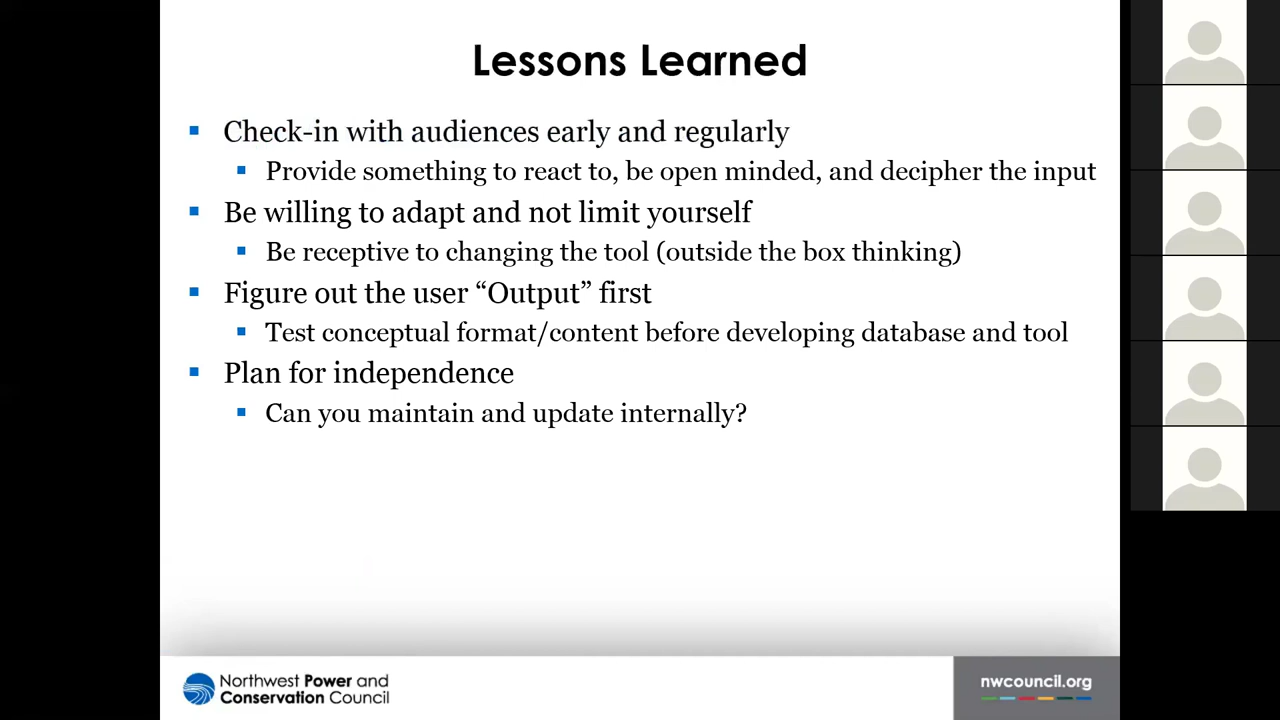 Lessons Learned
Check-in with audiences early and regularly
Provide something to react to, be open minded, and decipher the input
Be willing to adapt and not limit yourself
Be receptive to changing the tool (outside the box thinking)
Figure out the user “Output” first
Test conceptual format/content before developing database and tool
Plan for independence
Can you maintain and update internally?
Northwest Power and
Conservation Council
nwcouncil.org